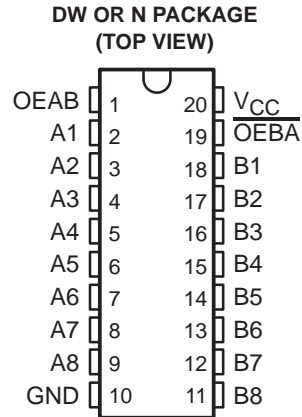 DW OR N PACKAGE
(TOP VIEW)
OEAB 1 20 VCC
A1 2 19 OEBA
A2 3 18 B1
A3 4 17 B2
A4 5 16 B3
A5 6 15 B4
A6 7 14 B5
A7 8 13 B6
A8 9 12 B7
GND 10 11 B8